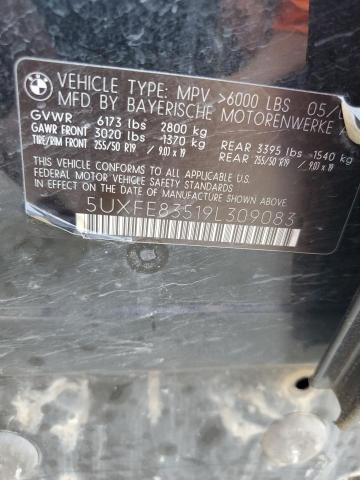 BMW
VEHICLE TYPE: MPV >6000 LBS 05/
MFD BY BAYERISCHE MOTORENWERKE
GVWR 6173 lbs 2800 kg
GAWR FRONT 3020 lbs -1370 kg REAR 3395 lbs -1540 kg
TIRE/RIM FRONT 255/50 R19 / 9.0J x 19 REAR 255/50 R19 / 9.0J x 19
THIS VEHICLE CONFORMS TO ALL APPLICABLE U.S.
FEDERAL MOTOR VEHICLE SAFETY STANDARDS IN EFFECT
ON THE DATE OF MANUFACTURE SHOWN ABOVE.
5UXFE83519L309083